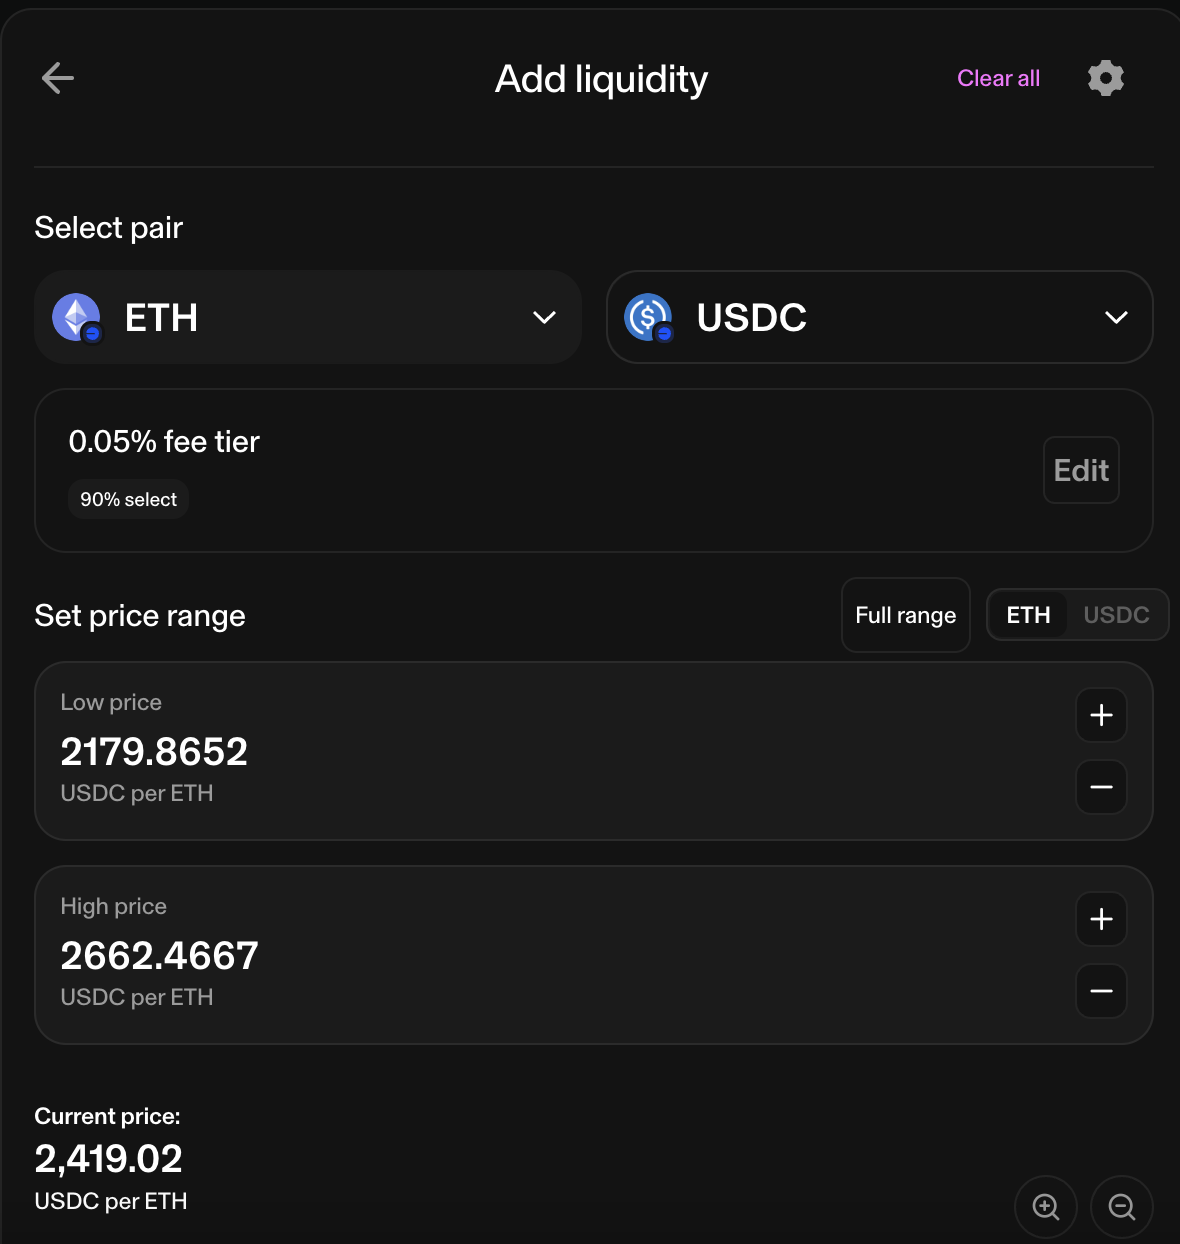 Add liquidity
Clear all
Select pair
ETH
USDC
0.05% fee tier
90% select
Edit
Set price range
Full range
ETH
USDC
Low price
2179.8652
USDC per ETH
High price
2662.4667
USDC per ETH
Current price:
2,419.02
USDC per ETH